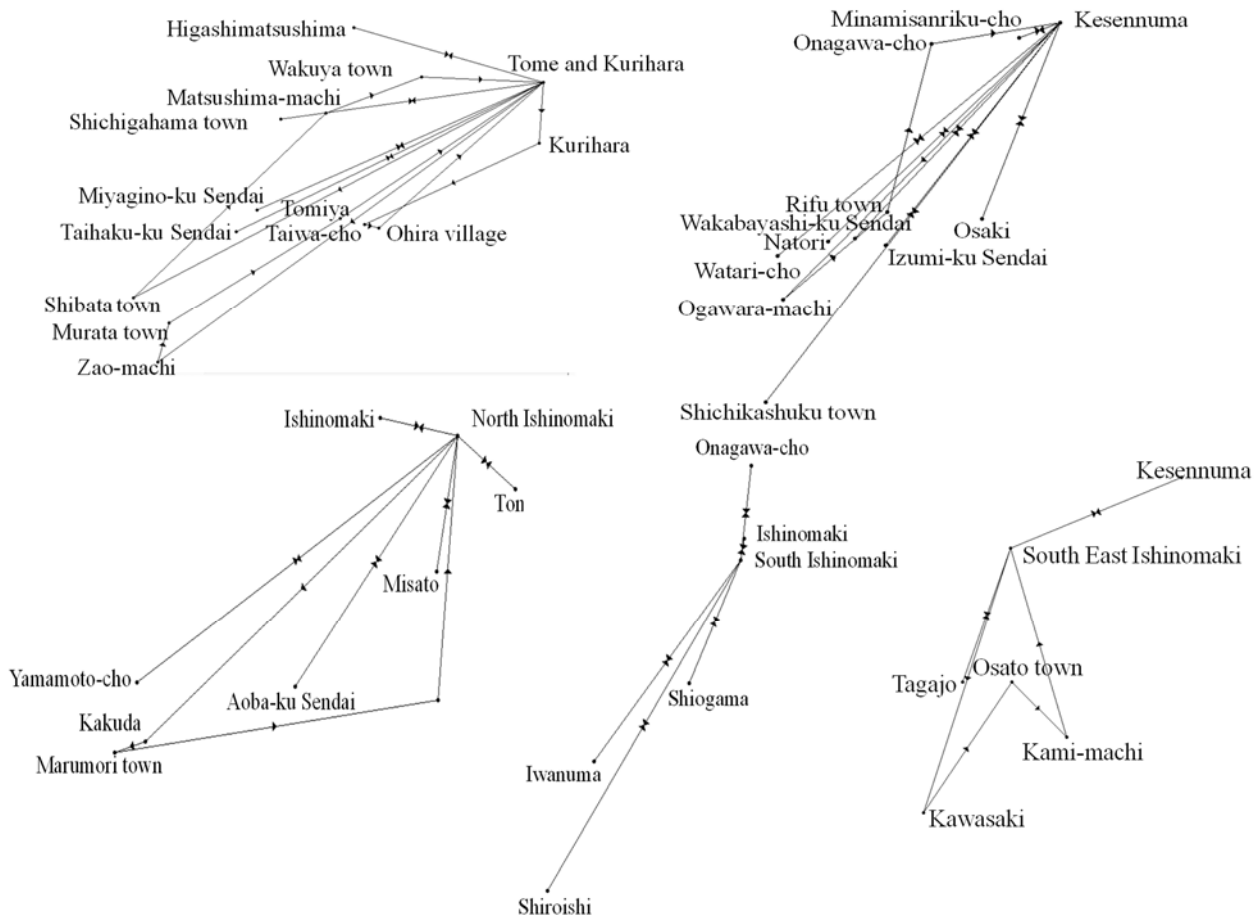 Higashimatsushima
Wakuya town
Tome and Kurihara
Matsushima-machi
Shichigahama town
Kurihara
Miyagino-ku Sendai
Tomiya
Taihaku-ku Sendai
Taiwa-cho
Ohira village
Shibata town
Murata town
Zao-machi
Minamisanriku-cho
Kesennuma
Onagawa-cho
Rifu town
Wakabayashi-ku Sendai
Osaki
Natori
Izumi-ku Sendai
Watari-cho
Ogawara-machi
Shichikashuku town
Ishinomaki
North Ishinomaki
Ton
Misato
Yamamoto-cho
Aoba-ku Sendai
Kakuda
Marumori town
Onagawa-cho
Ishinomaki
South Ishinomaki
Shiogama
Iwanuma
Shiroishi
Kesennuma
South East Ishinomaki
Osato town
Tagajo
Kami-machi
Kawasaki